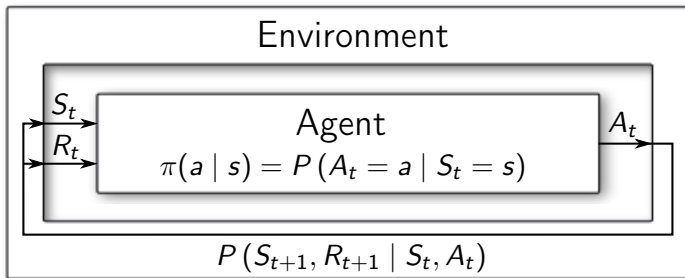 Environment
S_t
Agent
A_t
R_t
π(a | s) = P(A_t = a | S_t = s)
P(S_{t+1}, R_{t+1} | S_t, A_t)